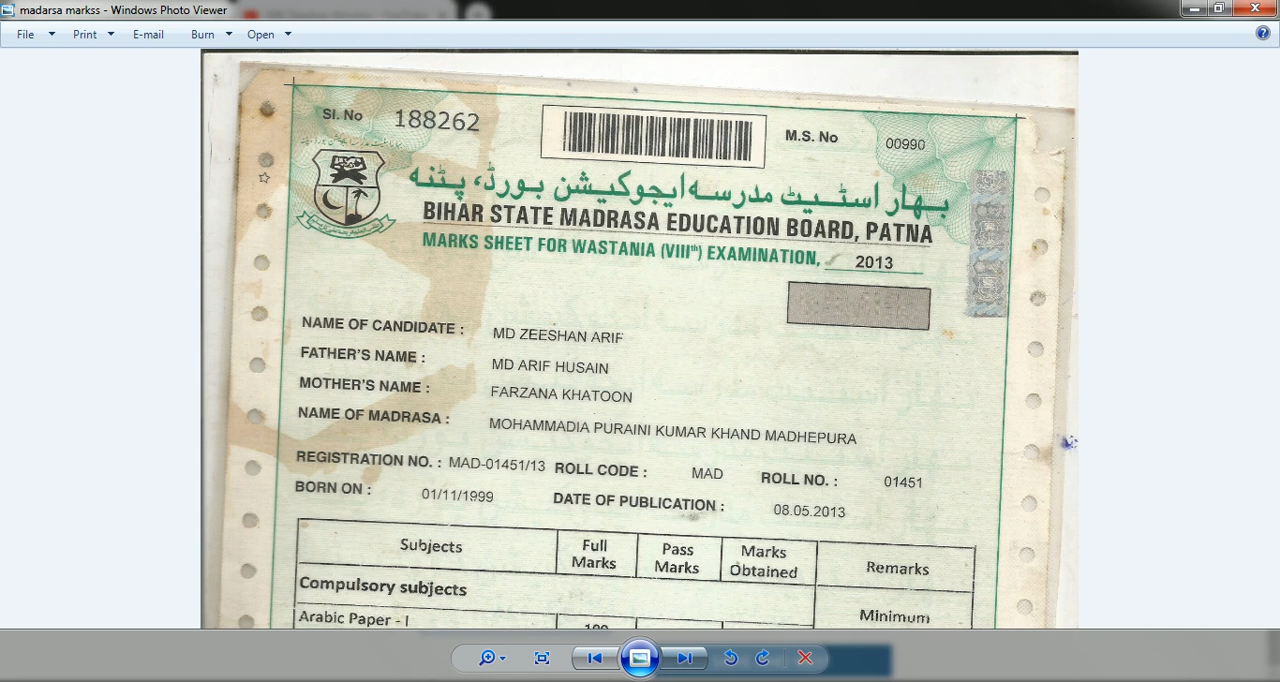 madarsa markss - Windows Photo Viewer
File Print E-mail Burn Open
Sl. No 188262
M.S. No 00990
بہار اسٹیٹ مدرسہ ایجوکیشن بورڈ، پٹنہ
BIHAR STATE MADRASA EDUCATION BOARD, PATNA
MARKS SHEET FOR WASTANIA (VIIIth) EXAMINATION, 2013
NAME OF CANDIDATE : MD ZEESHAN ARIF
FATHER'S NAME : MD ARIF HUSAIN
MOTHER'S NAME : FARZANA KHATOON
NAME OF MADRASA : MOHAMMADIA PURAINI KUMAR KHAND MADHEPURA
REGISTRATION NO. : MAD-01451/13 ROLL CODE : MAD ROLL NO. : 01451
BORN ON : 01/11/1999 DATE OF PUBLICATION : 08.05.2013
Subjects Full Marks Pass Marks Marks Obtained Remarks
Compulsory subjects
Minimum
Arabic Paper - I 100